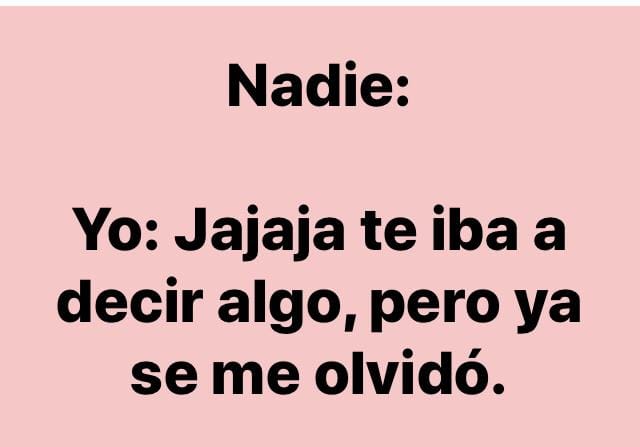 Nadie:
Yo: Jajaja te iba a
decir algo, pero ya
se me olvidó.